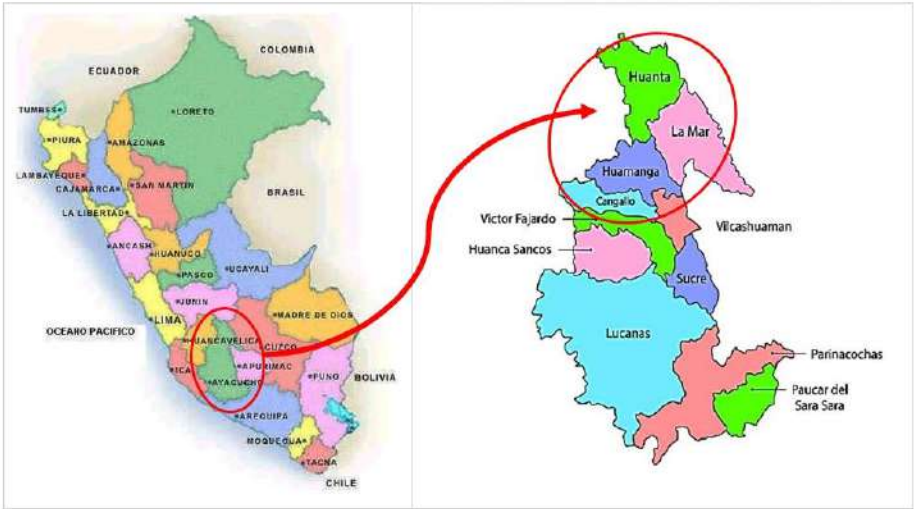 COLOMBIA
ECUADOR
TUMBES
LORETO
PIURA
AMAZONAS
LAMBAYEQUE
CAJAMARCA
SAN MARTIN
BRASIL
LA LIBERTAD
ANCASH
HUANUCO
PASCO
UCAYALI
JUNIN
OCEANO PACIFICO
LIMA
MADRE DE DIOS
HUANCAVELICA
CUZCO
ICA
APURIMAC
AYACUCHO
PUNO
BOLIVIA
AREQUIPA
MOQUEGUA
TACNA
CHILE
Huanta
La Mar
Huamanga
Cangallo
Victor Fajardo
Vilcashuaman
Huanca Sancos
Sucre
Lucanas
Parinacochas
Paucar del
Sara Sara